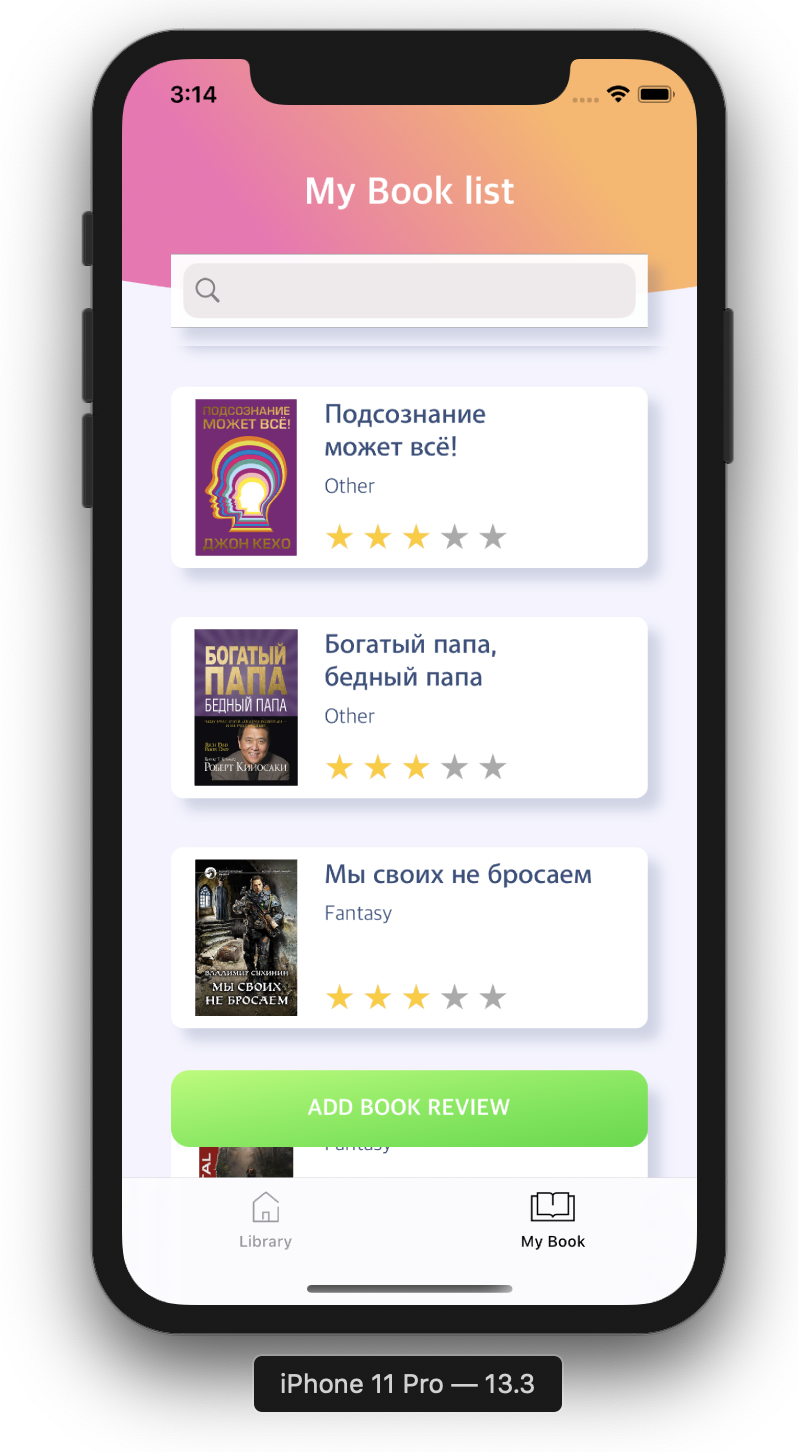 3:14
My Book list
ПОДСОЗНАНИЕ
МОЖЕТ ВСЁ!
ДЖОН КЕХО
Подсознание
может всё!
Other
БОГАТЫЙ
ПАПА
БЕДНЫЙ ПАПА
РОБЕРТ КИЙОСАКИ
Богатый папа,
бедный папа
Other
ВЛАДИМИР СУХИНИН
МЫ СВОИХ
НЕ БРОСАЕМ
Мы своих не бросаем
Fantasy
ADD BOOK REVIEW
Fantasy
Library
My Book
iPhone 11 Pro — 13.3